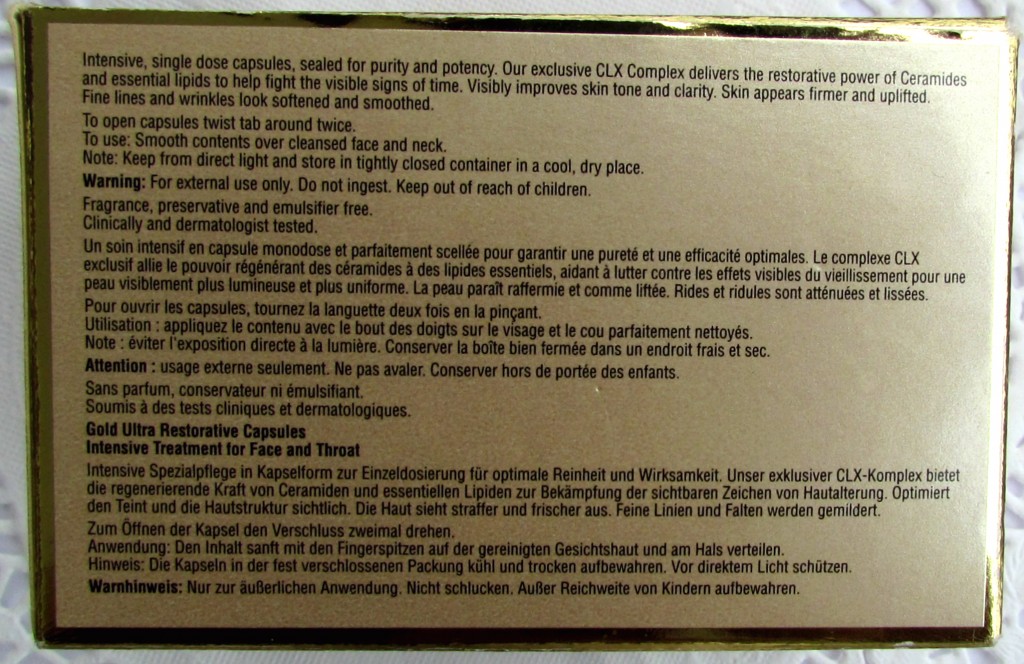 Intensive, single dose capsules, sealed for purity and potency. Our exclusive CLX Complex delivers the restorative power of Ceramides
and essential lipids to help fight the visible signs of time. Visibly improves skin tone and clarity. Skin appears firmer and uplifted.
Fine lines and wrinkles look softened and smoothed.
To open capsules twist tab around twice.
To use: Smooth contents over cleansed face and neck.
Note: Keep from direct light and store in tightly closed container in a cool, dry place.
Warning: For external use only. Do not ingest. Keep out of reach of children.
Fragrance, preservative and emulsifier free.
Clinically and dermatologist tested.
Un soin intensif en capsule monodose et parfaitement scellée pour garantir une pureté et une efficacité optimales. Le complexe CLX
exclusif allie le pouvoir régénérant des céramides à des lipides essentiels, aidant à lutter contre les effets visibles du vieillissement pour une
peau visiblement plus lumineuse et plus uniforme. La peau paraît raffermie et comme liftée. Rides et ridules sont atténuées et lissées.
Pour ouvrir les capsules, tournez la languette deux fois en la pinçant.
Utilisation : appliquez le contenu avec le bout des doigts sur le visage et le cou parfaitement nettoyés.
Note : éviter l'exposition directe à la lumière. Conserver la boîte bien fermée dans un endroit frais et sec.
Attention : usage externe seulement. Ne pas avaler. Conserver hors de portée des enfants.
Sans parfum, conservateur ni émulsifiant.
Soumis à des tests cliniques et dermatologiques.
Gold Ultra Restorative Capsules
Intensive Treatment for Face and Throat
Intensive Spezialpflege in Kapselform zur Einzeldosierung für optimale Reinheit und Wirksamkeit. Unser exklusiver CLX-Komplex bietet
die regenerierende Kraft von Ceramiden und essentiellen Lipiden zur Bekämpfung der sichtbaren Zeichen von Hautalterung. Optimiert
den Teint und die Hautstruktur sichtlich. Die Haut sieht straffer und frischer aus. Feine Linien und Falten werden gemildert.
Zum Öffnen der Kapsel den Verschluss zweimal drehen.
Anwendung: Den Inhalt sanft mit den Fingerspitzen auf der gereinigten Gesichtshaut und am Hals verteilen.
Hinweis: Die Kapseln in der fest verschlossenen Packung kühl und trocken aufbewahren. Vor direktem Licht schützen.
Warnhinweis: Nur zur äußerlichen Anwendung. Nicht schlucken. Außer Reichweite von Kindern aufbewahren.